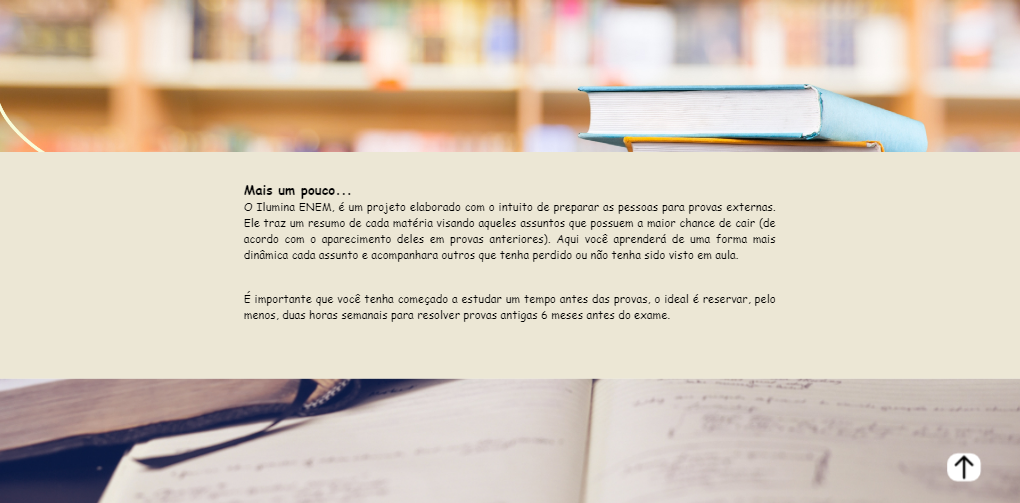 Mais um pouco...
O Ilumina ENEM, é um projeto elaborado com o intuito de preparar as pessoas para provas externas.
Ele traz um resumo de cada matéria visando aqueles assuntos que possuem a maior chance de cair (de
acordo com o aparecimento deles em provas anteriores). Aqui você aprenderá de uma forma mais
dinâmica cada assunto e acompanhara outros que tenha perdido ou não tenha sido visto em aula.
É importante que você tenha começado a estudar um tempo antes das provas, o ideal é reservar, pelo
menos, duas horas semanais para resolver provas antigas 6 meses antes do exame.